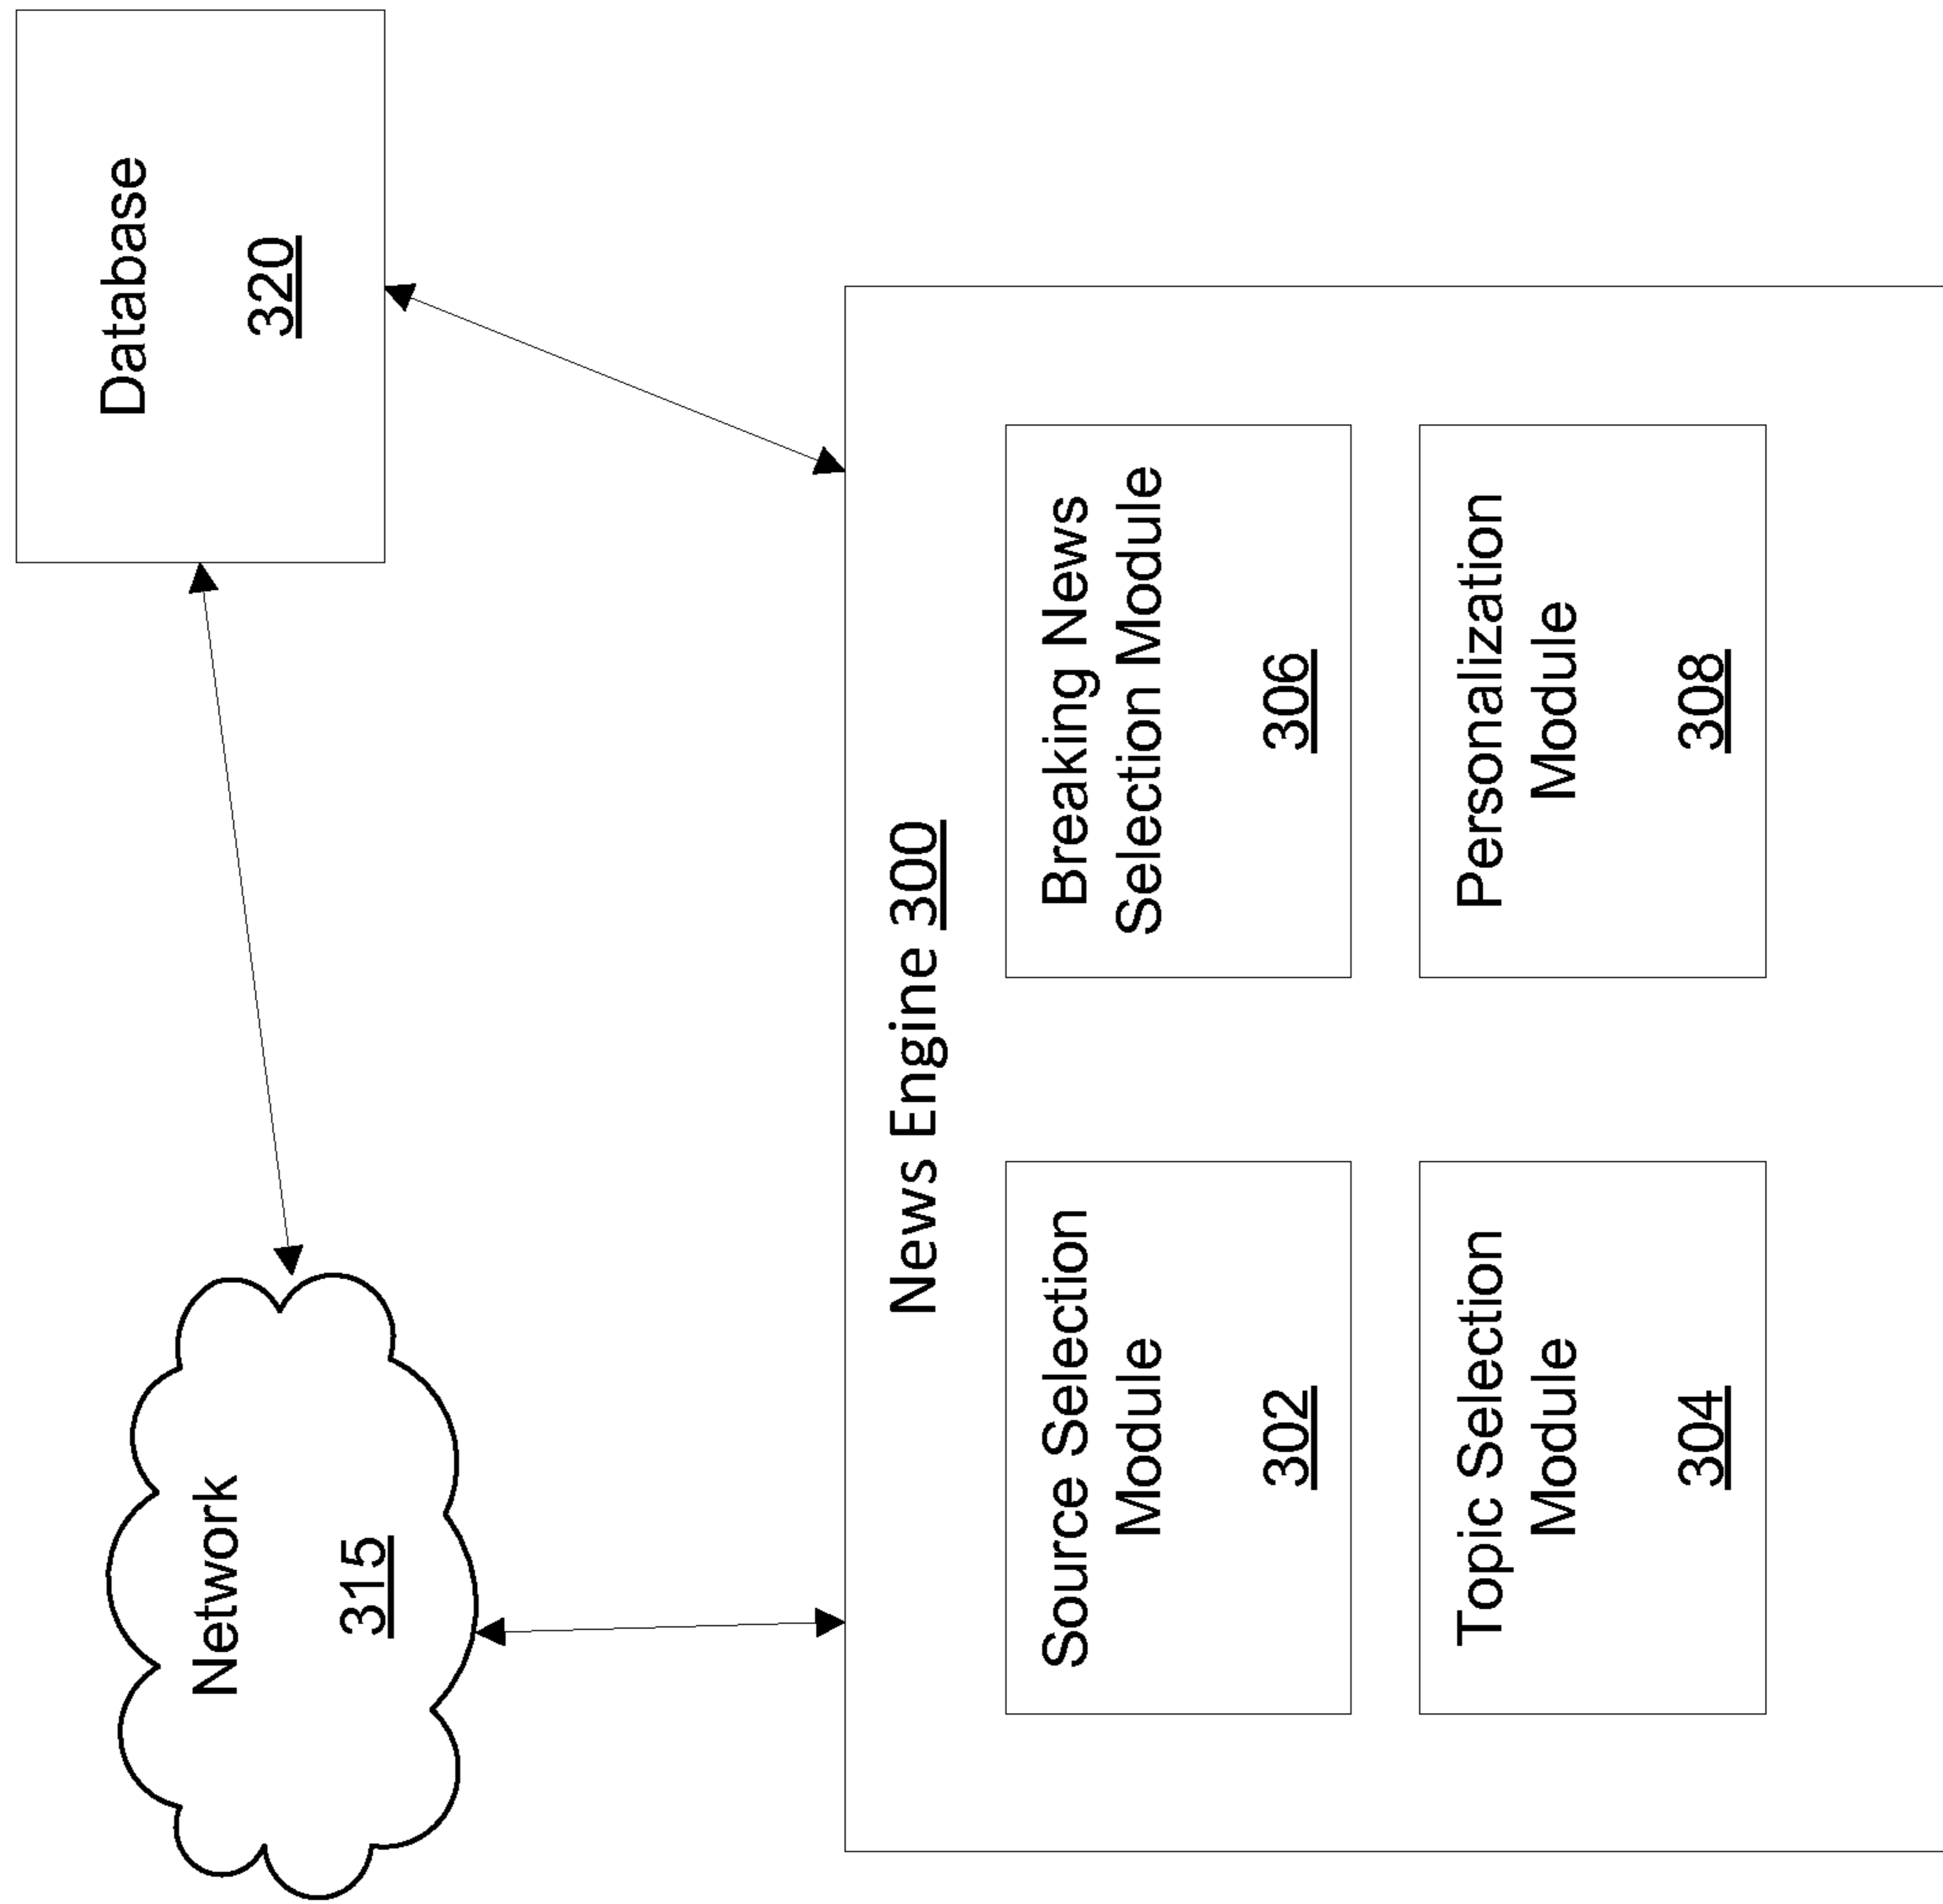 Network
315
Database
320
News Engine 300
Source Selection
Module
302
Breaking News
Selection Module
306
Topic Selection
Module
304
Personalization
Module
308